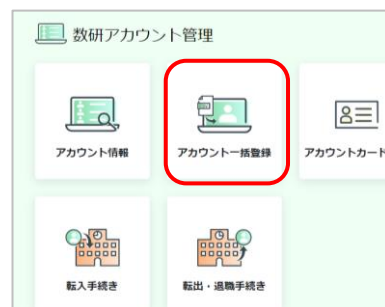 数研アカウント管理
アカウント情報
アカウント一括登録
アカウントカード
転入手続き
転出・退職手続き